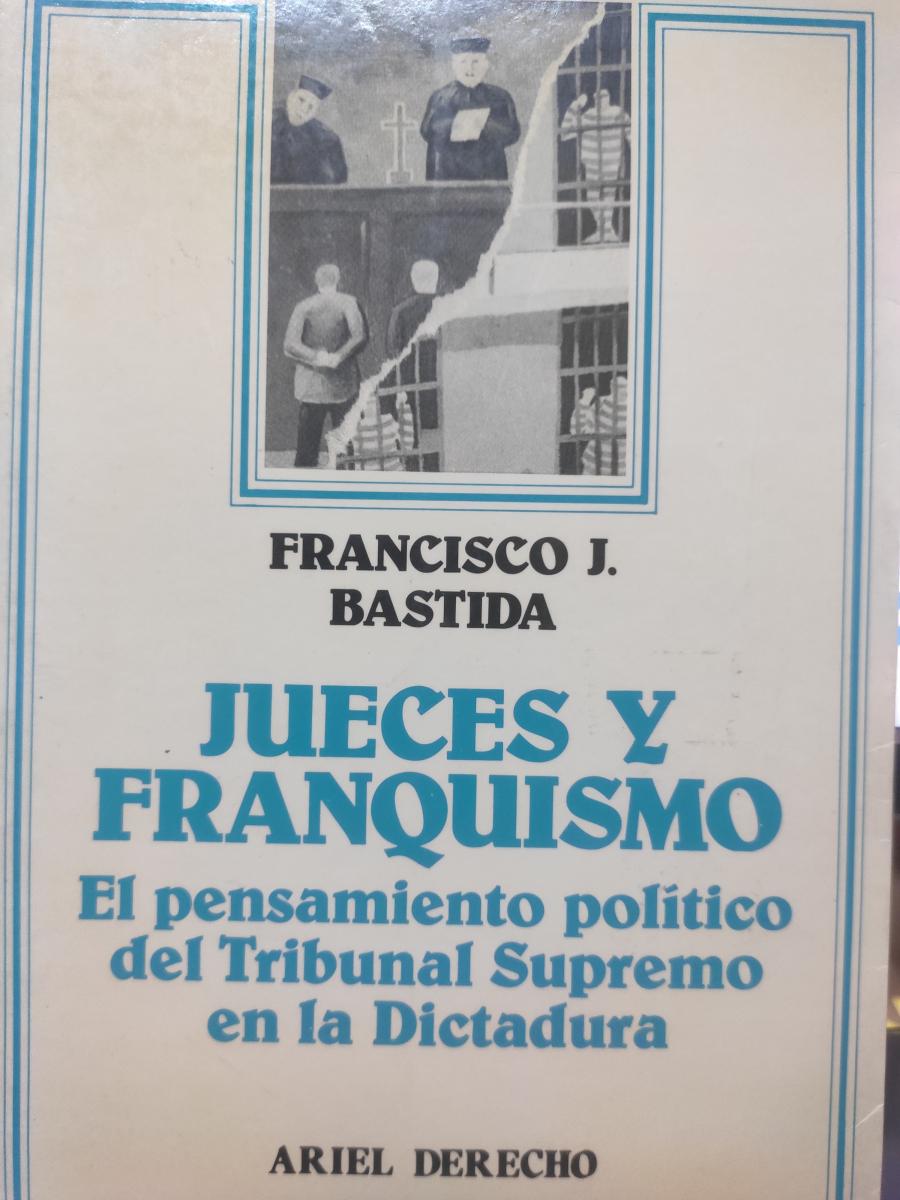 FRANCISCO J.
BASTIDA
JUECES Y
FRANQUISMO
El pensamiento político
del Tribunal Supremo
en la Dictadura
ARIEL DERECHO